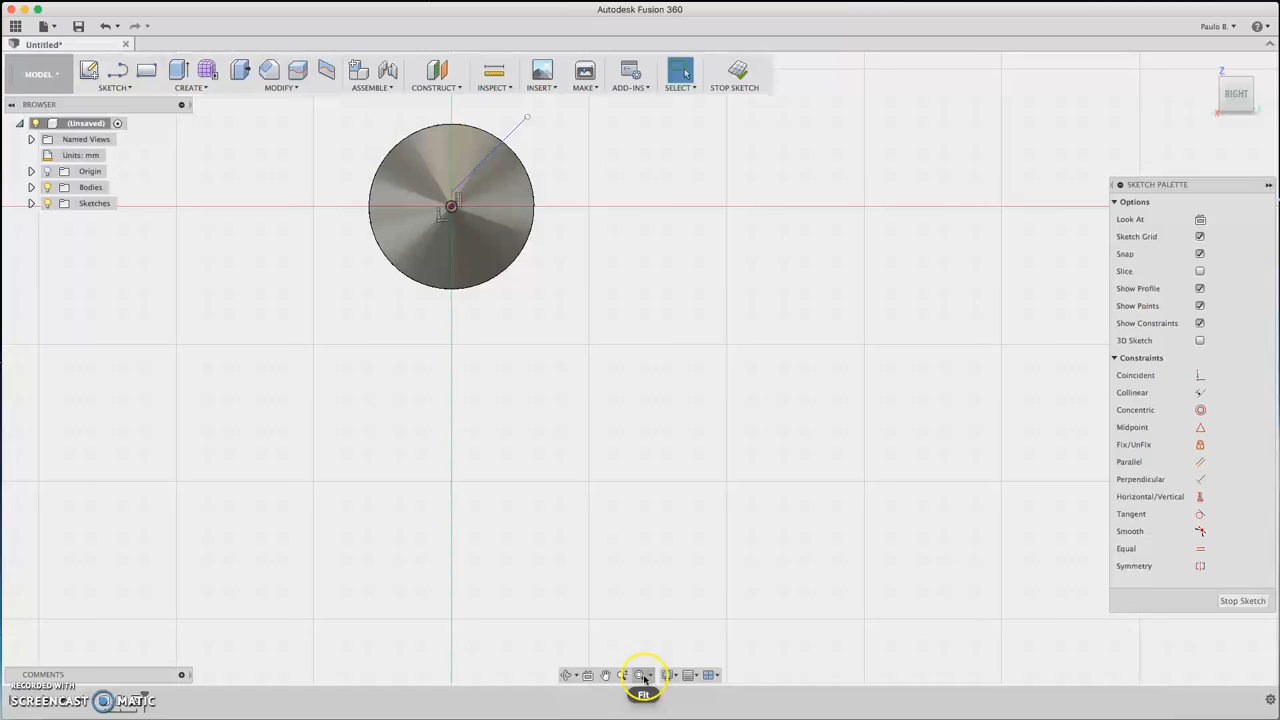 Autodesk Fusion 360
Paulo B.
Untitled*
MODEL
SKETCH
CREATE
MODIFY
ASSEMBLE
CONSTRUCT
INSPECT
INSERT
MAKE
ADD-INS
SELECT
STOP SKETCH
BROWSER
(Unsaved)
Named Views
Units: mm
Origin
Bodies
Sketches
Z
RIGHT
X
SKETCH PALETTE
Options
Look At
Sketch Grid
Snap
Slice
Show Profile
Show Points
Show Constraints
3D Sketch
Constraints
Coincident
Collinear
Concentric
Midpoint
Fix/UnFix
Parallel
Perpendicular
Horizontal/Vertical
Tangent
Smooth
Equal
Symmetry
Stop Sketch
COMMENTS
Fit
RECORDED WITH
SCREENCAST MATIC